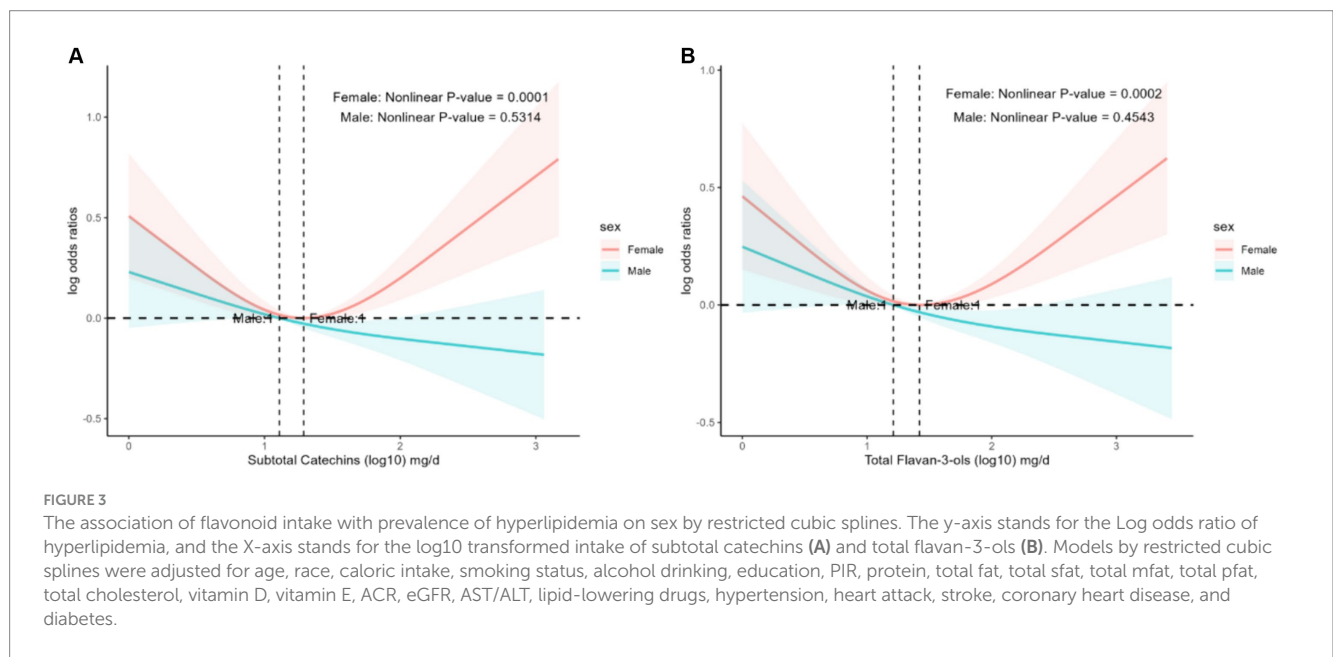 A
Female: Nonlinear P-value = 0.0001
Male: Nonlinear P-value = 0.5314
1.0
0.5
0.0
-0.5
log odds ratios
Male:1
Female:1
0
1
2
3
Subtotal Catechins (log10) mg/d
sex
Female
Male
B
Female: Nonlinear P-value = 0.0002
Male: Nonlinear P-value = 0.4543
1.0
0.5
0.0
-0.5
log odds ratios
Male:1
Female:1
0
1
2
3
Total Flavan-3-ols (log10) mg/d
sex
Female
Male
FIGURE 3
The association of flavonoid intake with prevalence of hyperlipidemia on sex by restricted cubic splines. The y-axis stands for the Log odds ratio of
hyperlipidemia, and the X-axis stands for the log10 transformed intake of subtotal catechins (A) and total flavan-3-ols (B). Models by restricted cubic
splines were adjusted for age, race, caloric intake, smoking status, alcohol drinking, education, PIR, protein, total fat, total sfat, total mfat, total pfat,
total cholesterol, vitamin D, vitamin E, ACR, eGFR, AST/ALT, lipid-lowering drugs, hypertension, heart attack, stroke, coronary heart disease, and
diabetes.